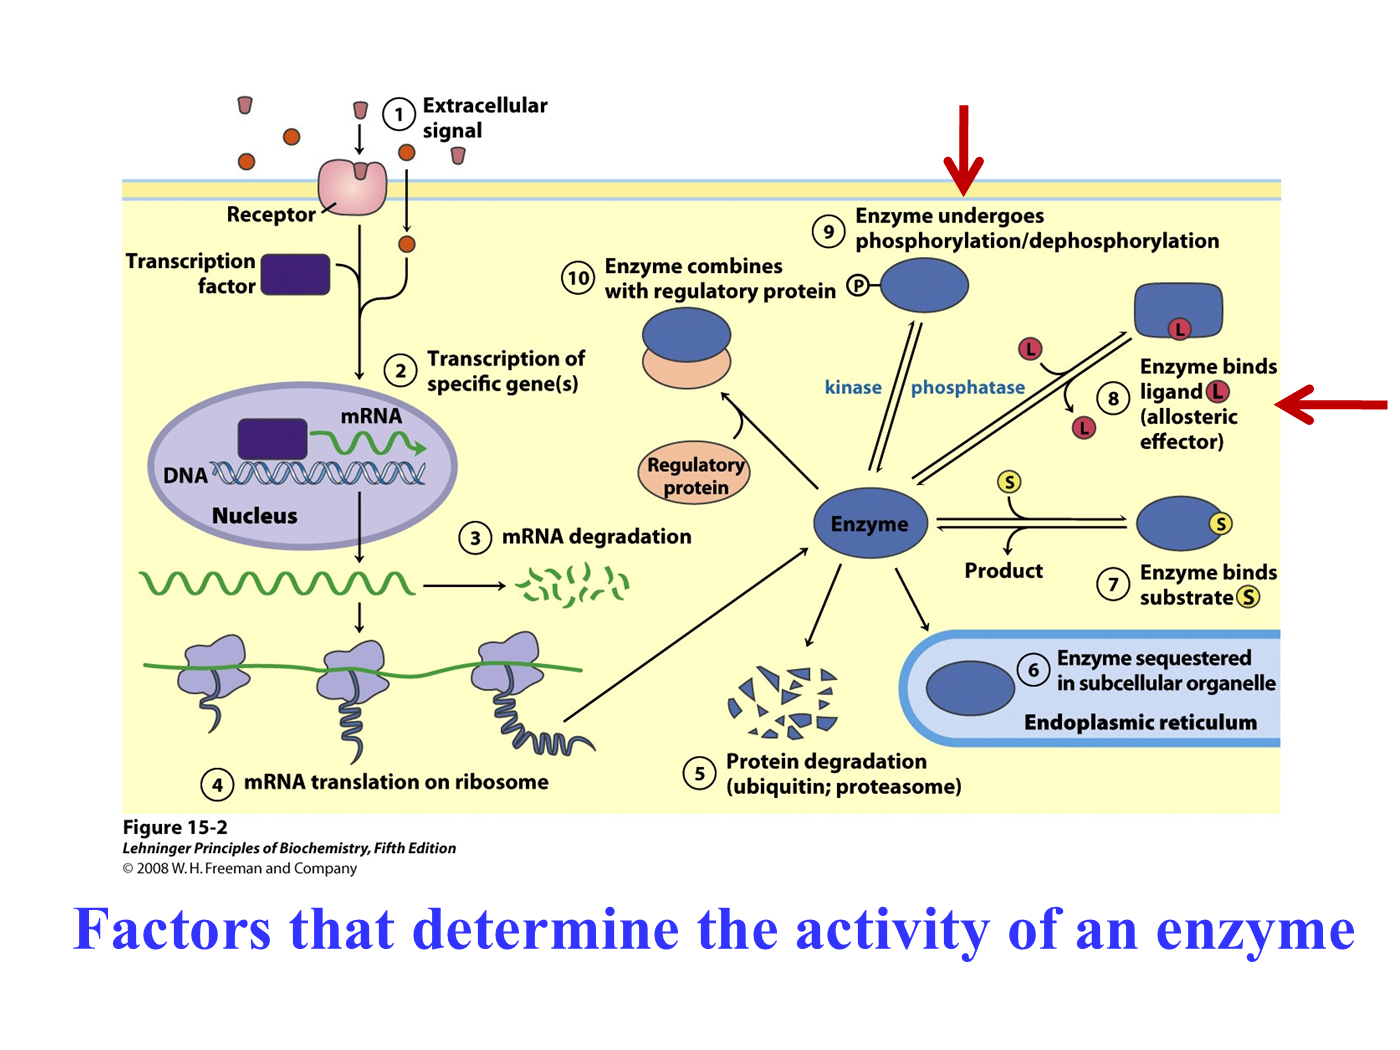 1
Extracellular
signal
Receptor
Transcription
factor
2
Transcription of
specific gene(s)
mRNA
DNA
Nucleus
3
mRNA degradation
4
mRNA translation on ribosome
5
Protein degradation
(ubiquitin; proteasome)
6
Enzyme sequestered
in subcellular organelle
Endoplasmic reticulum
7
Enzyme binds
substrate S
S
S
Product
Enzyme
8
Enzyme binds
ligand L
(allosteric
effector)
L
L
L
9
Enzyme undergoes
phosphorylation/dephosphorylation
P
kinase
phosphatase
10
Enzyme combines
with regulatory protein
Regulatory
protein
Figure 15-2
Lehninger Principles of Biochemistry, Fifth Edition
© 2008 W. H. Freeman and Company
Factors that determine the activity of an enzyme